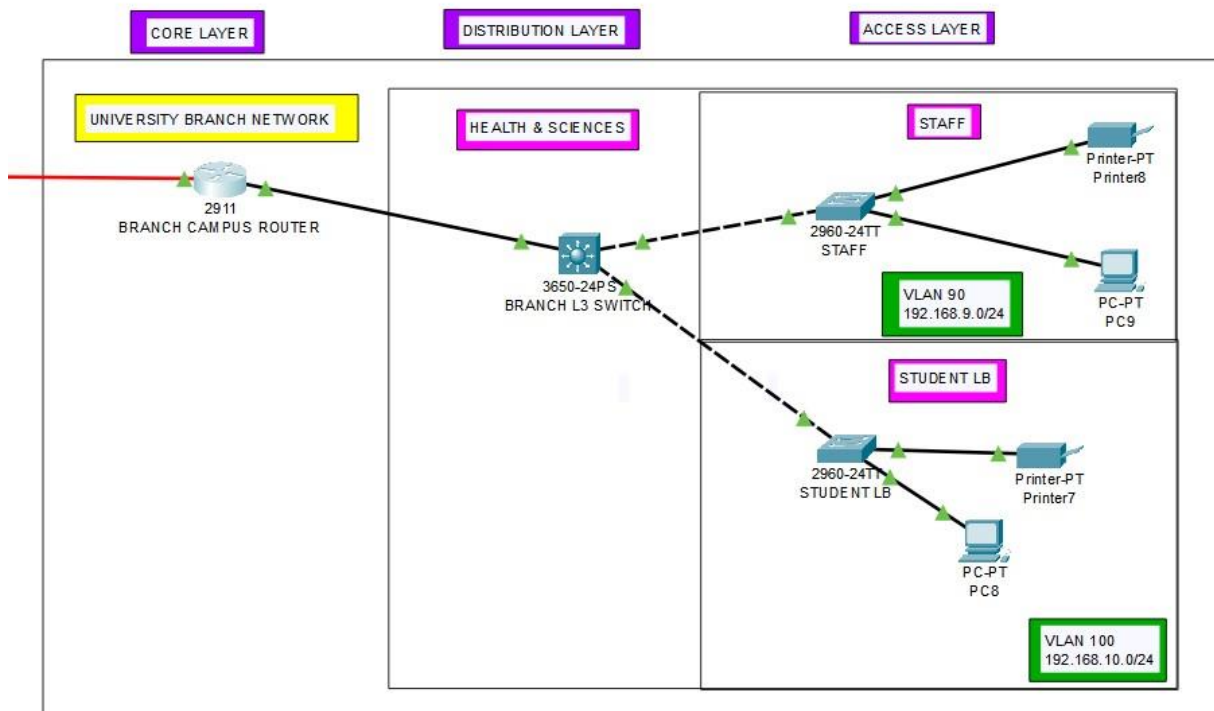 CORE LAYER
DISTRIBUTION LAYER
ACCESS LAYER
UNIVERSITY BRANCH NETWORK
HEALTH & SCIENCES
STAFF
2911
BRANCH CAMPUS ROUTER
3650-24PS
BRANCH L3 SWITCH
2960-24TT
STAFF
Printer-PT
Printer8
PC-PT
PC9
VLAN 90
192.168.9.0/24
STUDENT LB
2960-24TT
STUDENT LB
Printer-PT
Printer7
PC-PT
PC8
VLAN 100
192.168.10.0/24